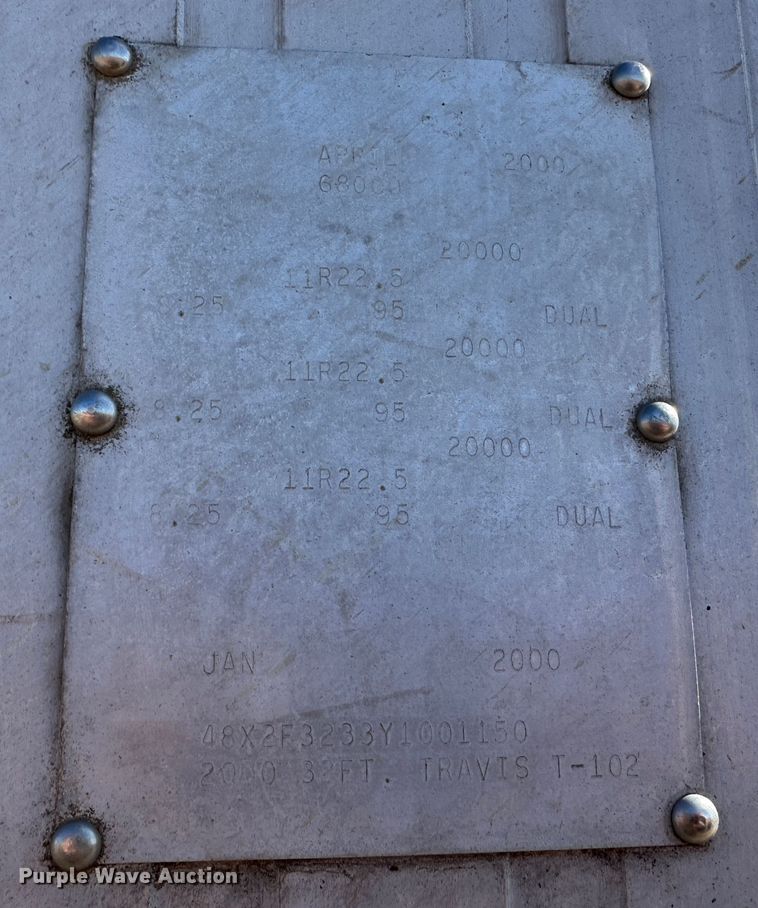 APRIL 2000
68000
20000
11R22.5
8.25 95 DUAL
20000
11R22.5
8.25 95 DUAL
20000
11R22.5
8.25 95 DUAL
JAN 2000
48X2F3233Y1001150
2000 32FT. TRAVIS T-102
Purple Wave Auction